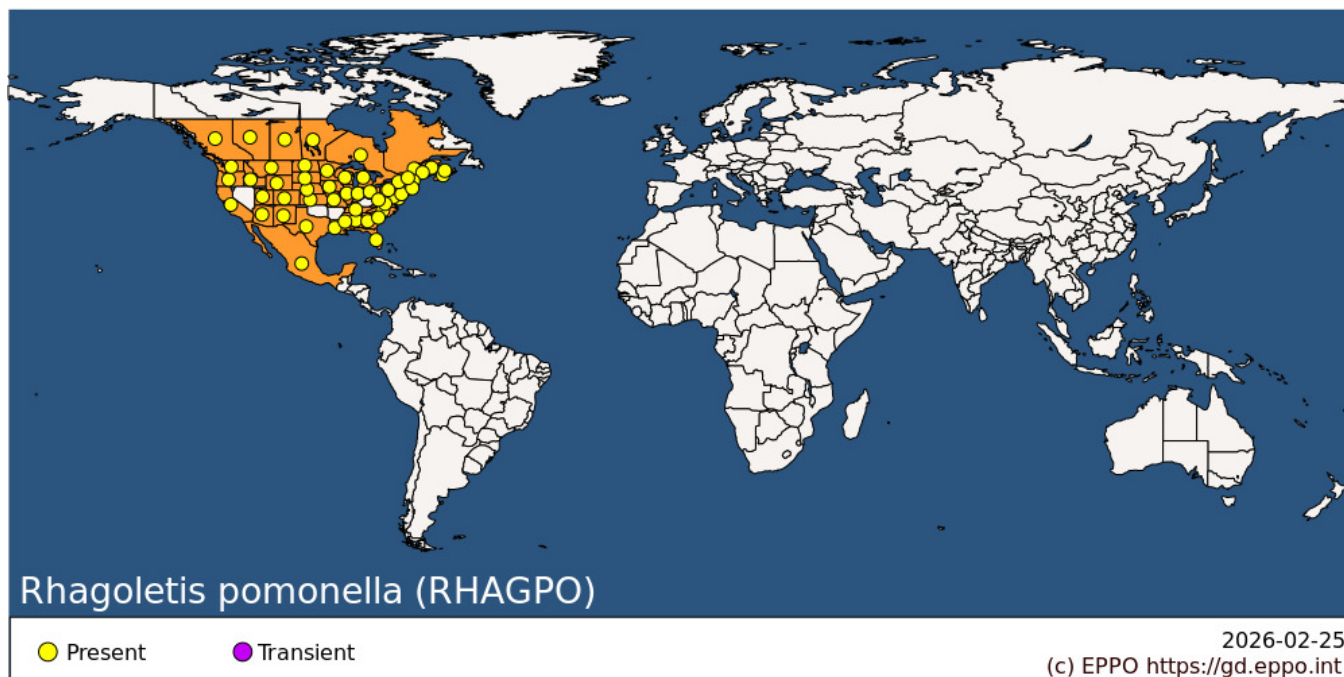 Rhagoletis pomonella (RHAGPO)
Present
Transient
2026-02-25
(c) EPPO https://gd.eppo.int